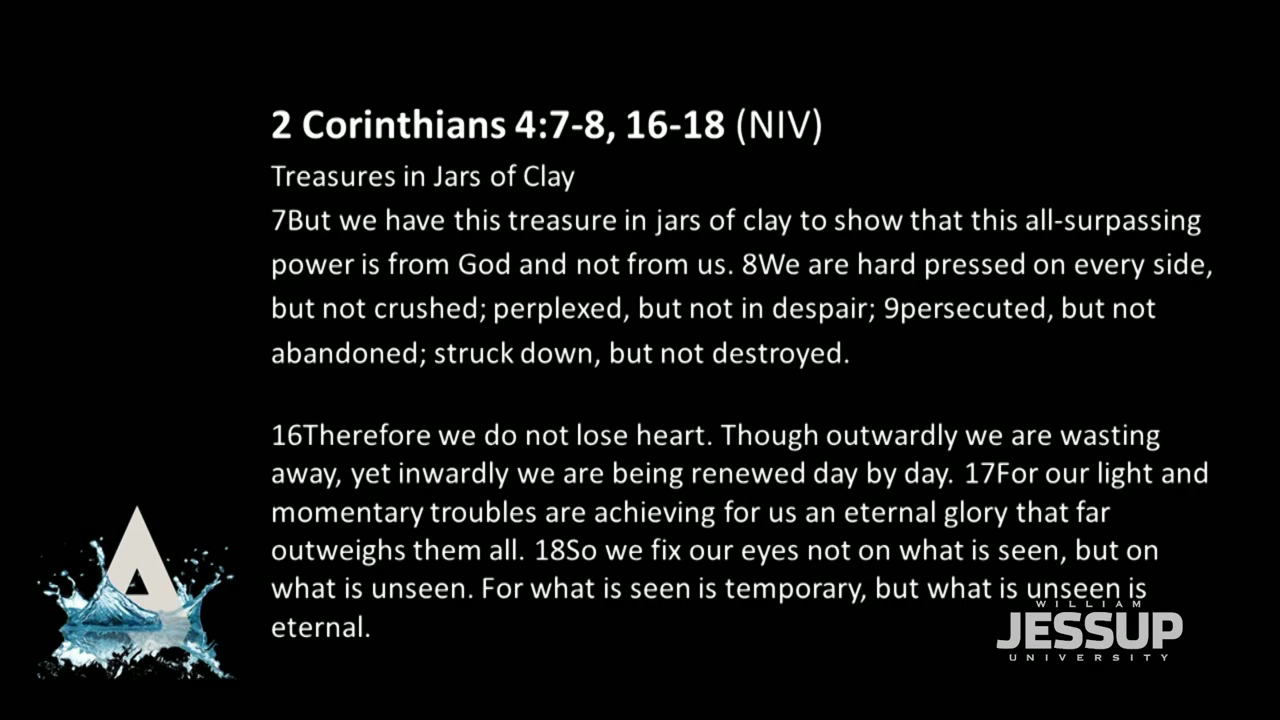 2 Corinthians 4:7-8, 16-18 (NIV)
Treasures in Jars of Clay
7But we have this treasure in jars of clay to show that this all-surpassing
power is from God and not from us. 8We are hard pressed on every side,
but not crushed; perplexed, but not in despair; 9persecuted, but not
abandoned; struck down, but not destroyed.
16Therefore we do not lose heart. Though outwardly we are wasting
away, yet inwardly we are being renewed day by day. 17For our light and
momentary troubles are achieving for us an eternal glory that far
outweighs them all. 18So we fix our eyes not on what is seen, but on
what is unseen. For what is seen is temporary, but what is unseen is
eternal.
A
WILLIAM
JESSUP
UNIVERSITY